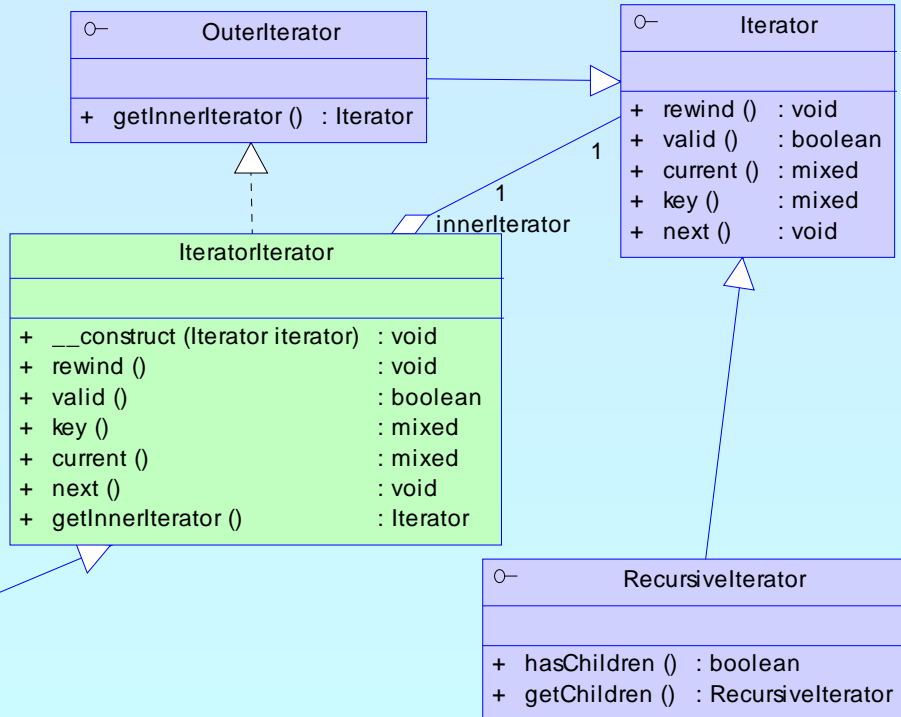 OuterIterator
+ getInnerIterator () : Iterator
Iterator
+ rewind () : void
+ valid () : boolean
+ current () : mixed
+ key () : mixed
+ next () : void
1
1
innerIterator
IteratorIterator
+ __construct (Iterator iterator) : void
+ rewind () : void
+ valid () : boolean
+ key () : mixed
+ current () : mixed
+ next () : void
+ getInnerIterator () : Iterator
RecursiveIterator
+ hasChildren () : boolean
+ getChildren () : RecursiveIterator